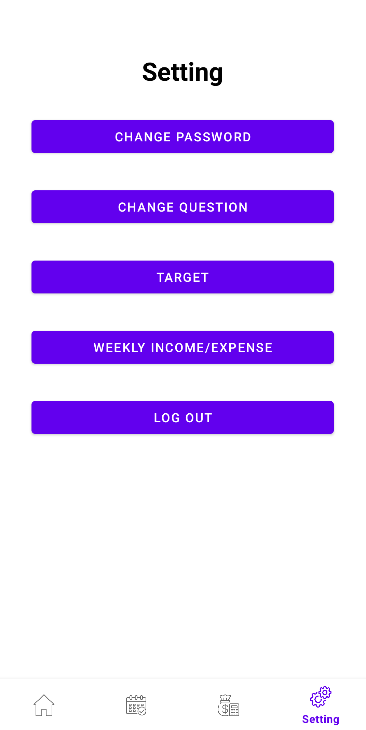 Setting
CHANGE PASSWORD
CHANGE QUESTION
TARGET
WEEKLY INCOME/EXPENSE
LOG OUT
Setting